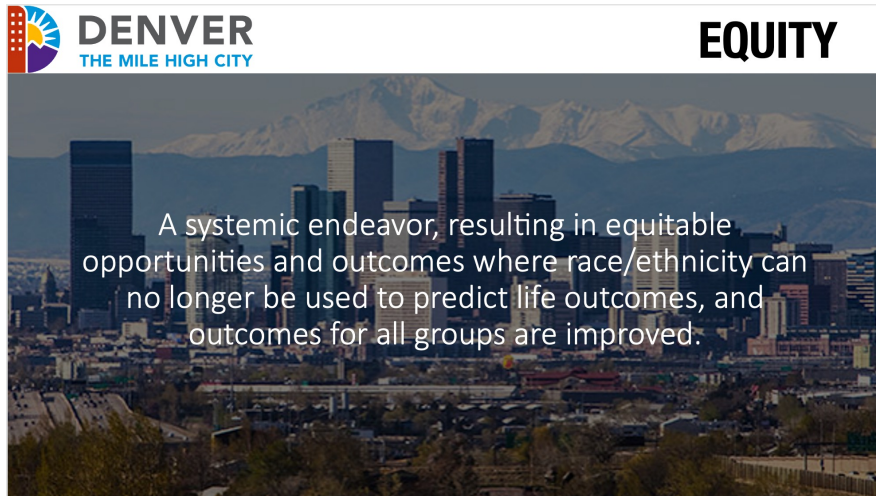 DENVER
THE MILE HIGH CITY
EQUITY
A systemic endeavor, resulting in equitable
opportunities and outcomes where race/ethnicity can
no longer be used to predict life outcomes, and
outcomes for all groups are improved.